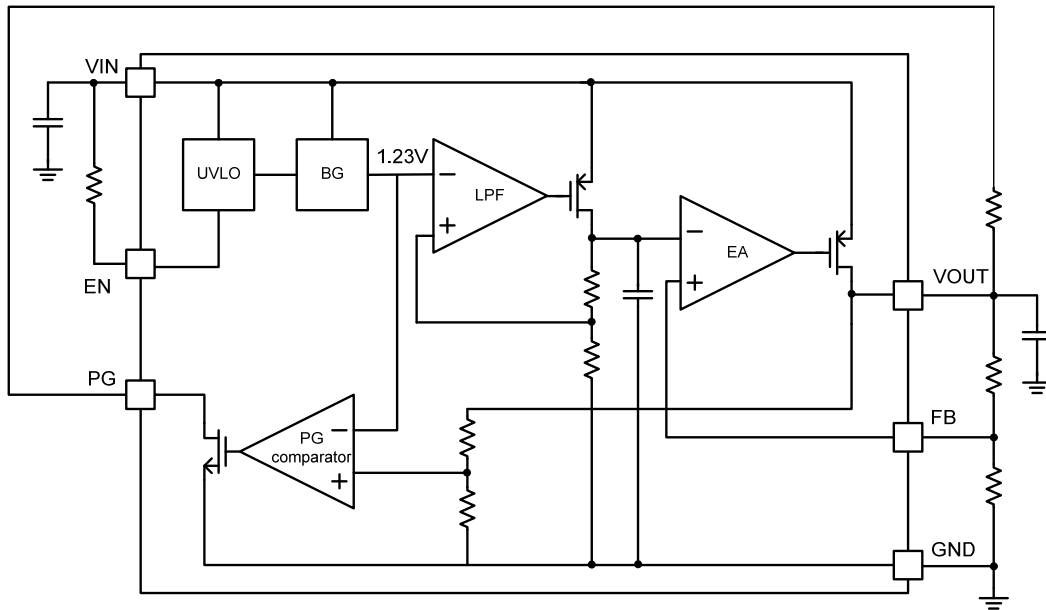 VIN
UVLO
BG
1.23V
−
LPF
+
EN
−
EA
+
VOUT
PG
−
PG
comparator
+
FB
GND